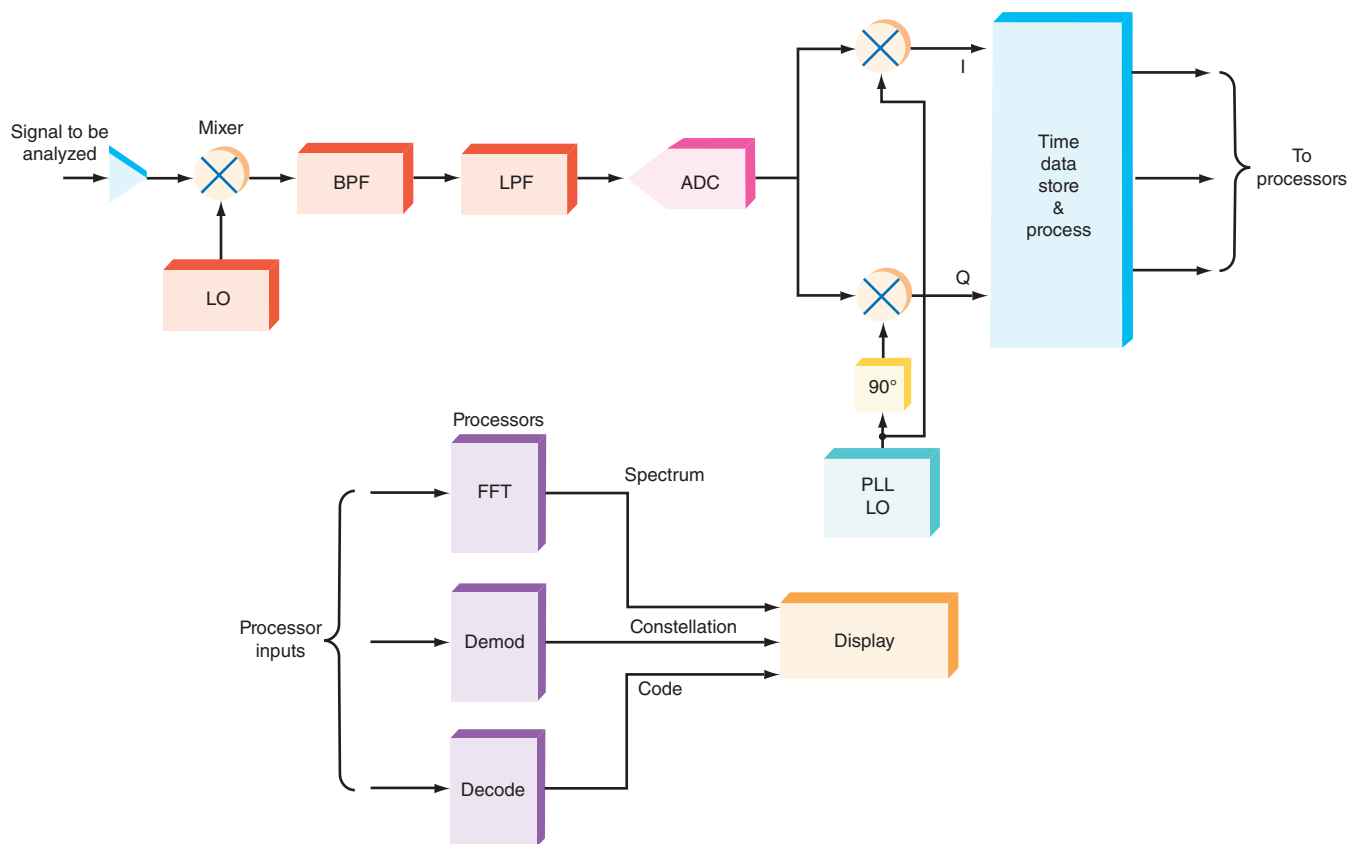 Signal to be
analyzed
Mixer
LO
BPF
LPF
ADC
I
Q
90°
PLL
LO
Time
data
store
&
process
To
processors
Processor
inputs
Processors
FFT
Demod
Decode
Spectrum
Constellation
Code
Display